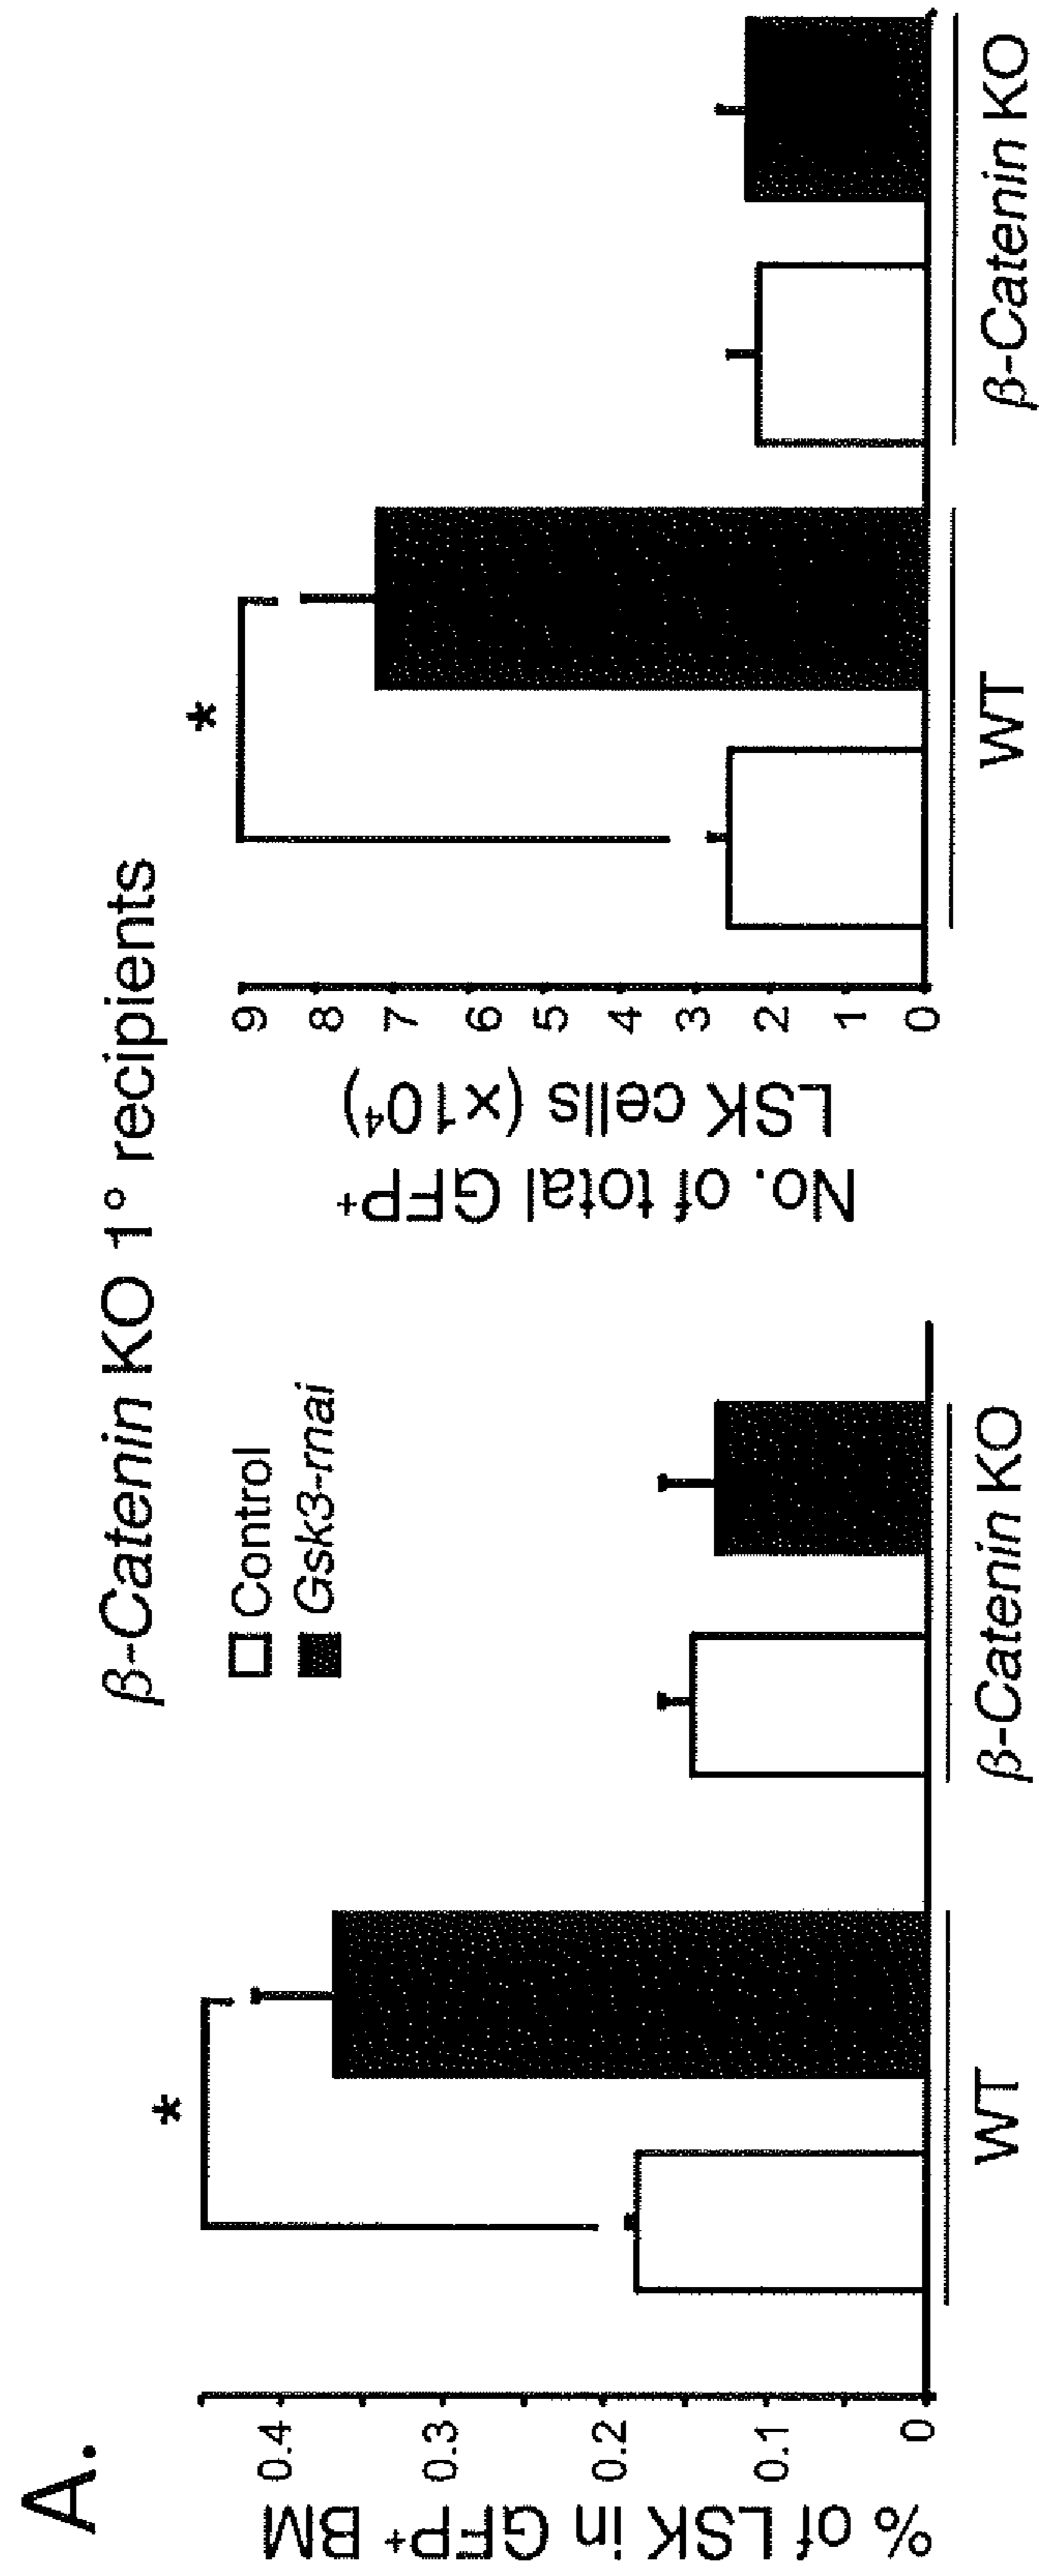 A.
β-Catenin KO 1° recipients
Control
Gsk3-rnai
% of LSK in GFP+ BM
0.4
0.3
0.2
0.1
0
*
WT
β-Catenin KO
No. of total GFP+
LSK cells (x10⁴)
9
8
7
6
5
4
3
2
1
0
*
WT
β-Catenin KO